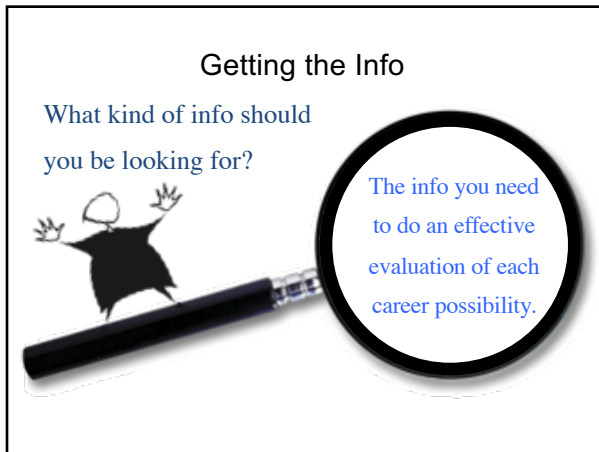 Getting the Info
What kind of info should
you be looking for?
The info you need
to do an effective
evaluation of each
career possibility.